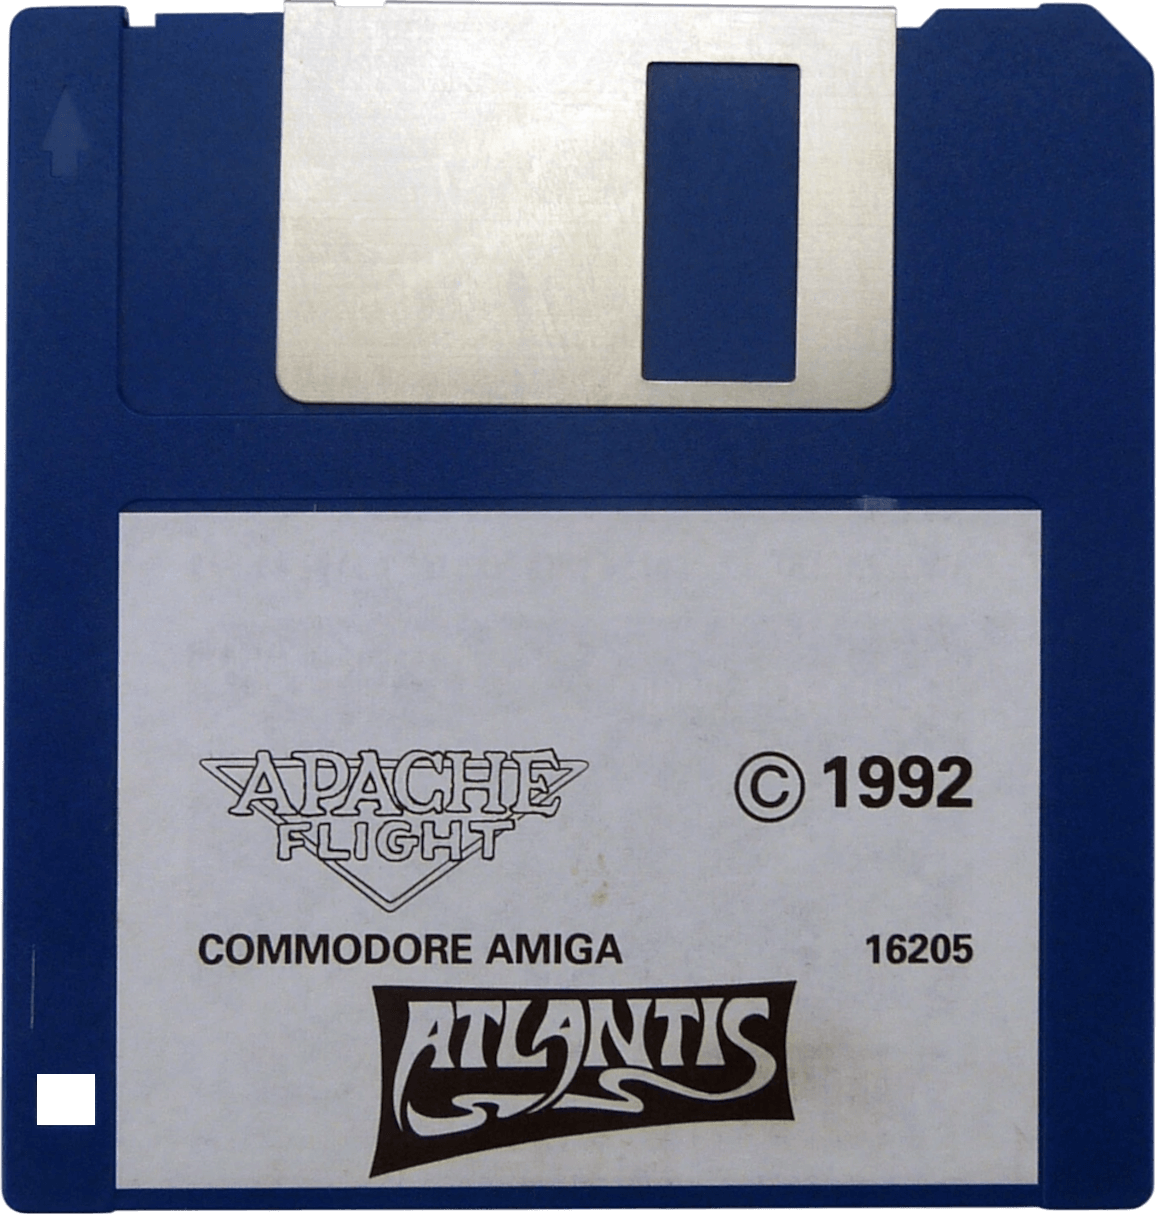 APACHE
FLIGHT
© 1992
COMMODORE AMIGA
16205
ATLANTIS